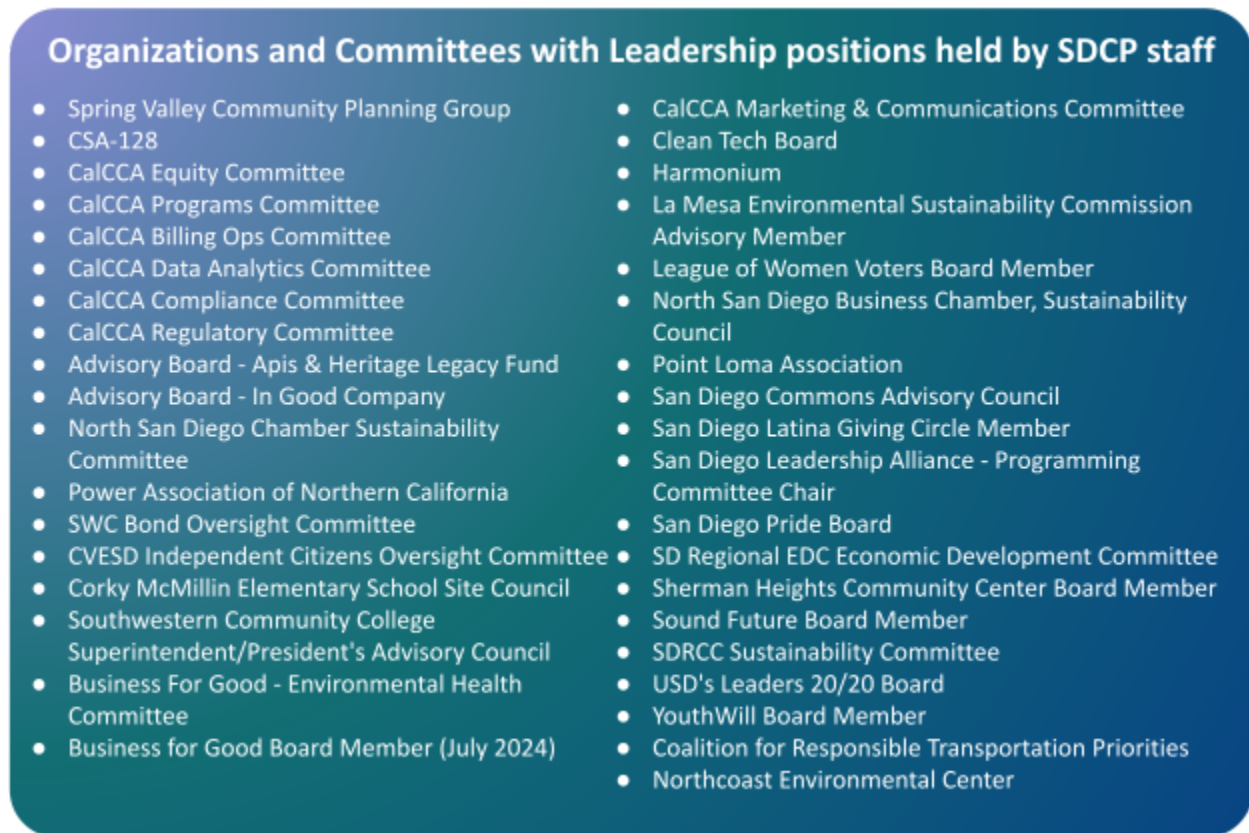 Organizations and Committees with Leadership positions held by SDCP staff
● Spring Valley Community Planning Group
● CSA-128
● CalCCA Equity Committee
● CalCCA Programs Committee
● CalCCA Billing Ops Committee
● CalCCA Data Analytics Committee
● CalCCA Compliance Committee
● CalCCA Regulatory Committee
● Advisory Board - Apis & Heritage Legacy Fund
● Advisory Board - In Good Company
● North San Diego Chamber Sustainability
Committee
● Power Association of Northern California
● SWC Bond Oversight Committee
● CVESD Independent Citizens Oversight Committee
● Corky McMillin Elementary School Site Council
● Southwestern Community College
Superintendent/President's Advisory Council
● Business For Good - Environmental Health
Committee
● Business for Good Board Member (July 2024)
● CalCCA Marketing & Communications Committee
● Clean Tech Board
● Harmonium
● La Mesa Environmental Sustainability Commission
Advisory Member
● League of Women Voters Board Member
● North San Diego Business Chamber, Sustainability
Council
● Point Loma Association
● San Diego Commons Advisory Council
● San Diego Latina Giving Circle Member
● San Diego Leadership Alliance - Programming
Committee Chair
● San Diego Pride Board
● SD Regional EDC Economic Development Committee
● Sherman Heights Community Center Board Member
● Sound Future Board Member
● SDRCC Sustainability Committee
● USD's Leaders 20/20 Board
● YouthWill Board Member
● Coalition for Responsible Transportation Priorities
● Northcoast Environmental Center